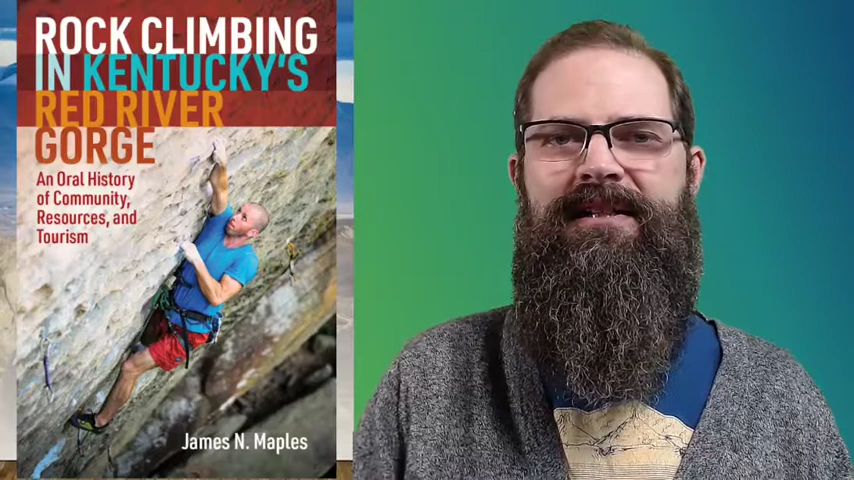 ROCK CLIMBING
IN KENTUCKY'S
RED RIVER
GORGE
An Oral History
of Community,
Resources, and
Tourism
James N. Maples